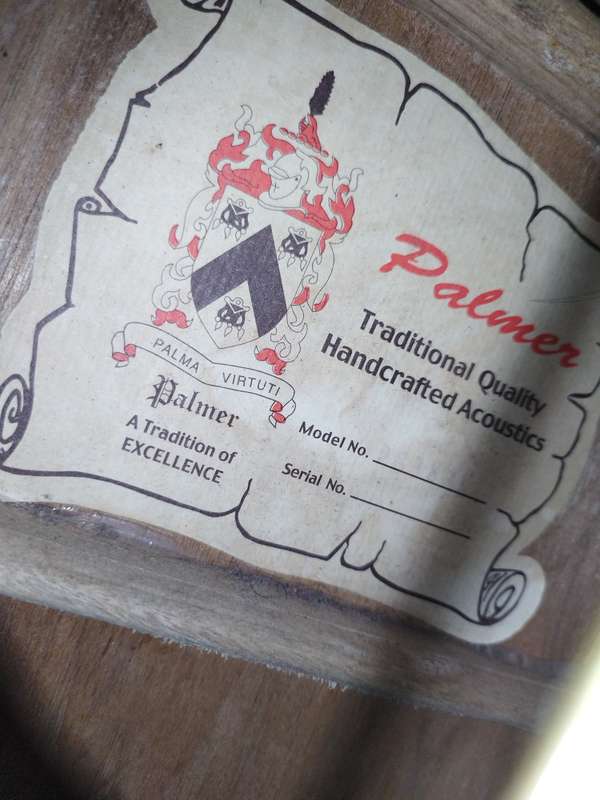 PALMA VIRTUTI
Palmer
A Tradition of
EXCELLENCE
Palmer
Traditional Quality
Handcrafted Acoustics
Model No.
Serial No.